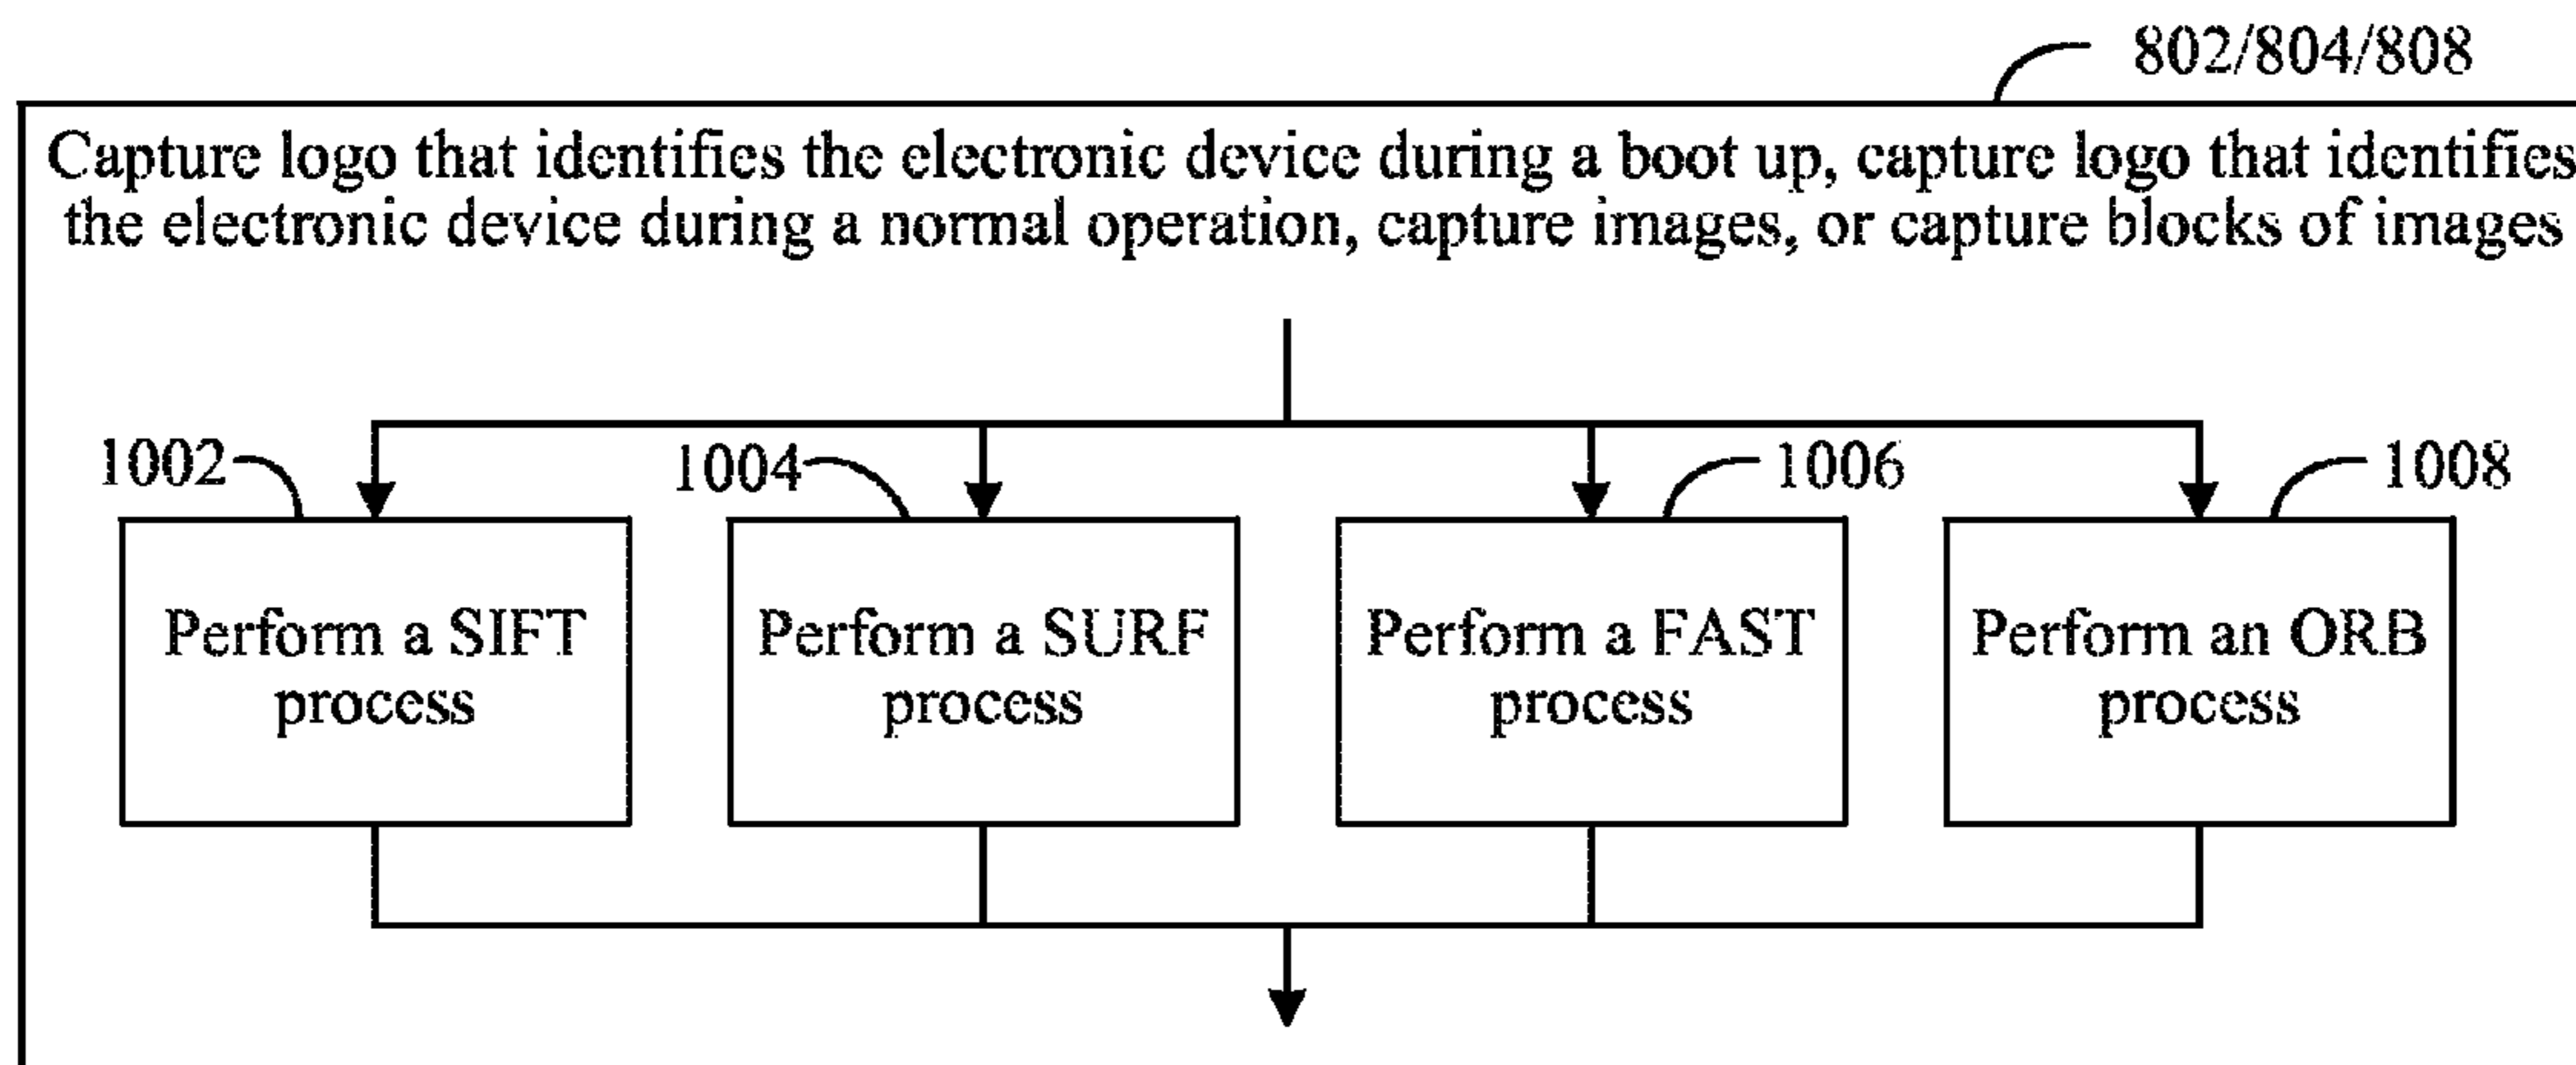 802/804/808
Capture logo that identifies the electronic device during a boot up, capture logo that identifies
the electronic device during a normal operation, capture images, or capture blocks of images
1002
1004
1006
1008
Perform a SIFT
process
Perform a SURF
process
Perform a FAST
process
Perform an ORB
process